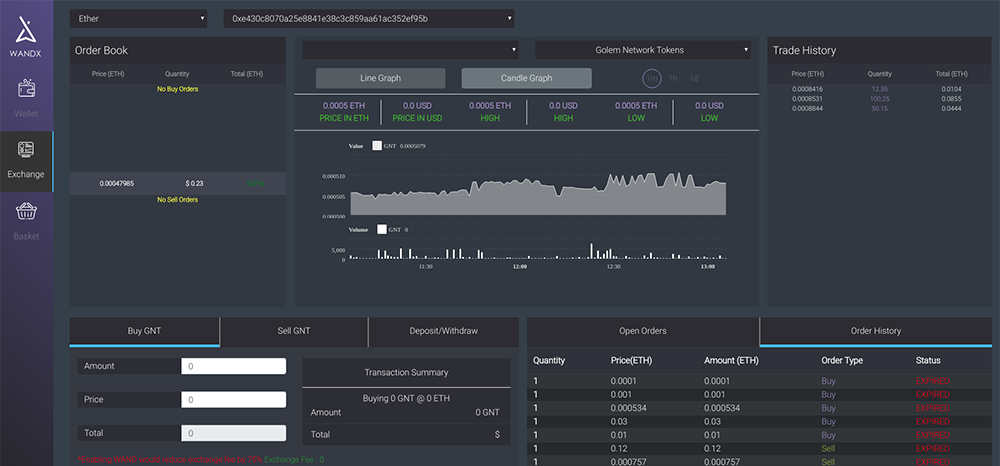 Ether
0xe430c8070a25e8841e38c3c859aa61ac352ef95b
WANDX
Wallet
Exchange
Basket
Order Book
Price (ETH) Quantity Total (ETH)
No Buy Orders
0.00047985 $ 0.23
No Sell Orders
Golem Network Tokens
Line Graph Candle Graph 1m 1h 1d
0.0005 ETH 0.0 USD 0.0005 ETH 0.0 USD 0.0005 ETH 0.0 USD
PRICE IN ETH PRICE IN USD HIGH HIGH LOW LOW
Value GNT 0.0005079
0.000510
0.000505
0.000500
Volume GNT 0
5,000
0
11:30 12:00 12:30 13:00
Trade History
Price (ETH) Quantity Total (ETH)
0.0008416 12.35 0.0104
0.0008531 100.25 0.0855
0.0008844 50.15 0.0444
Buy GNT Sell GNT Deposit/Withdraw
Amount 0
Price 0
Total 0
*Enabling WAND would reduce exchange fee by 75% Exchange Fee : 0
Transaction Summary
Buying 0 GNT @ 0 ETH
Amount 0 GNT
Total $
Open Orders Order History
Quantity Price(ETH) Amount (ETH) Order Type Status
1 0.0001 0.0001 Buy EXPIRED
1 0.001 0.001 Buy EXPIRED
1 0.000534 0.000534 Buy EXPIRED
1 0.03 0.03 Buy EXPIRED
1 0.01 0.01 Buy EXPIRED
1 0.12 0.12 Sell EXPIRED
1 0.000757 0.000757 Sell EXPIRED